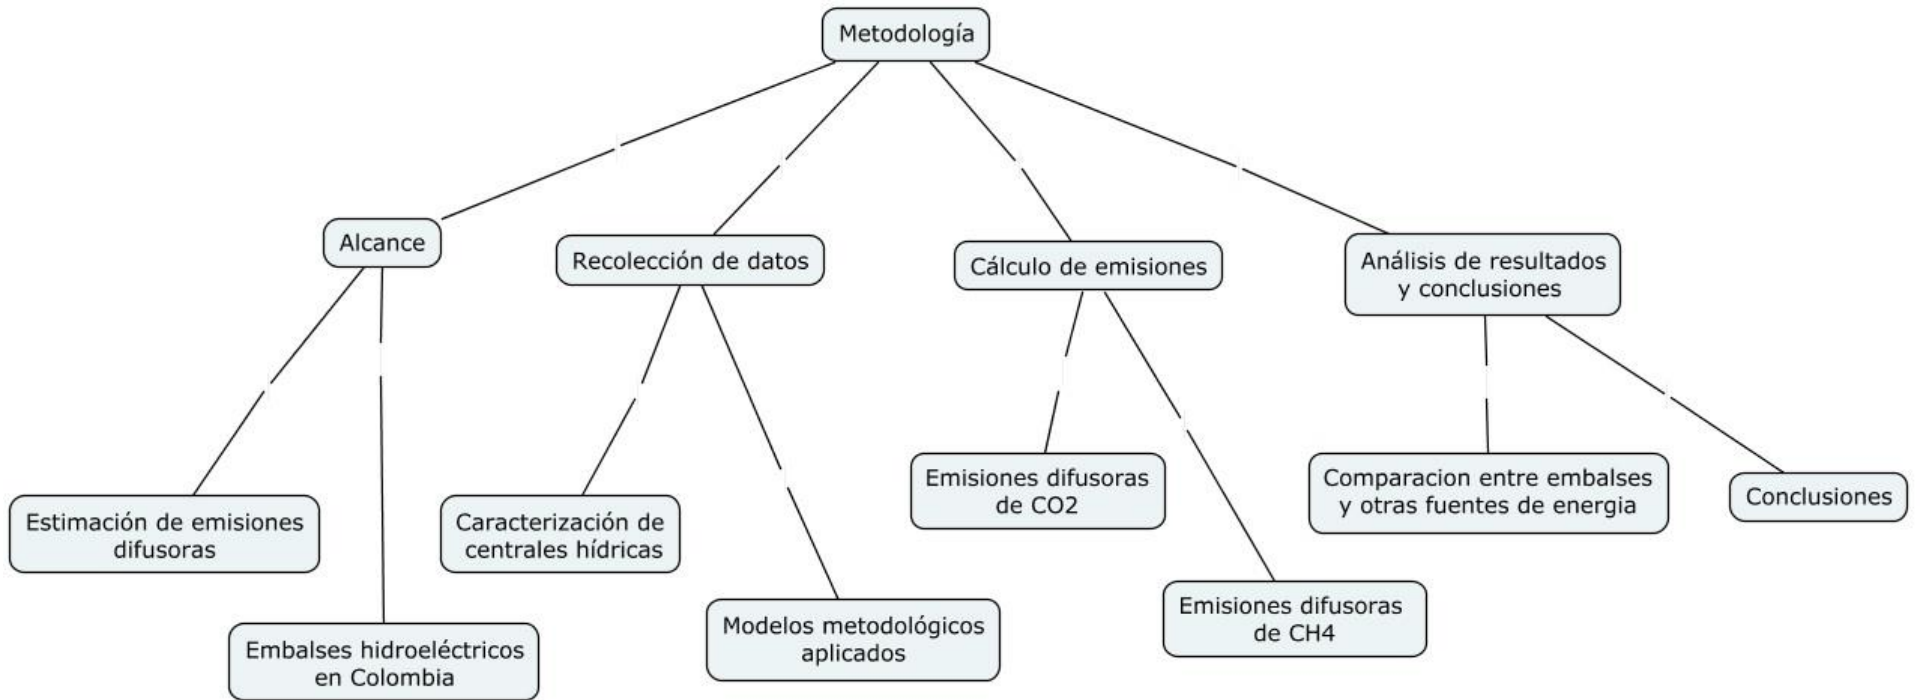 Metodología
Alcance
Recolección de datos
Cálculo de emisiones
Análisis de resultados
y conclusiones
Estimación de emisiones
difusoras
Embalses hidroeléctricos
en Colombia
Caracterización de
centrales hídricas
Modelos metodológicos
aplicados
Emisiones difusoras
de CO2
Emisiones difusoras
de CH4
Comparacion entre embalses
y otras fuentes de energia
Conclusiones